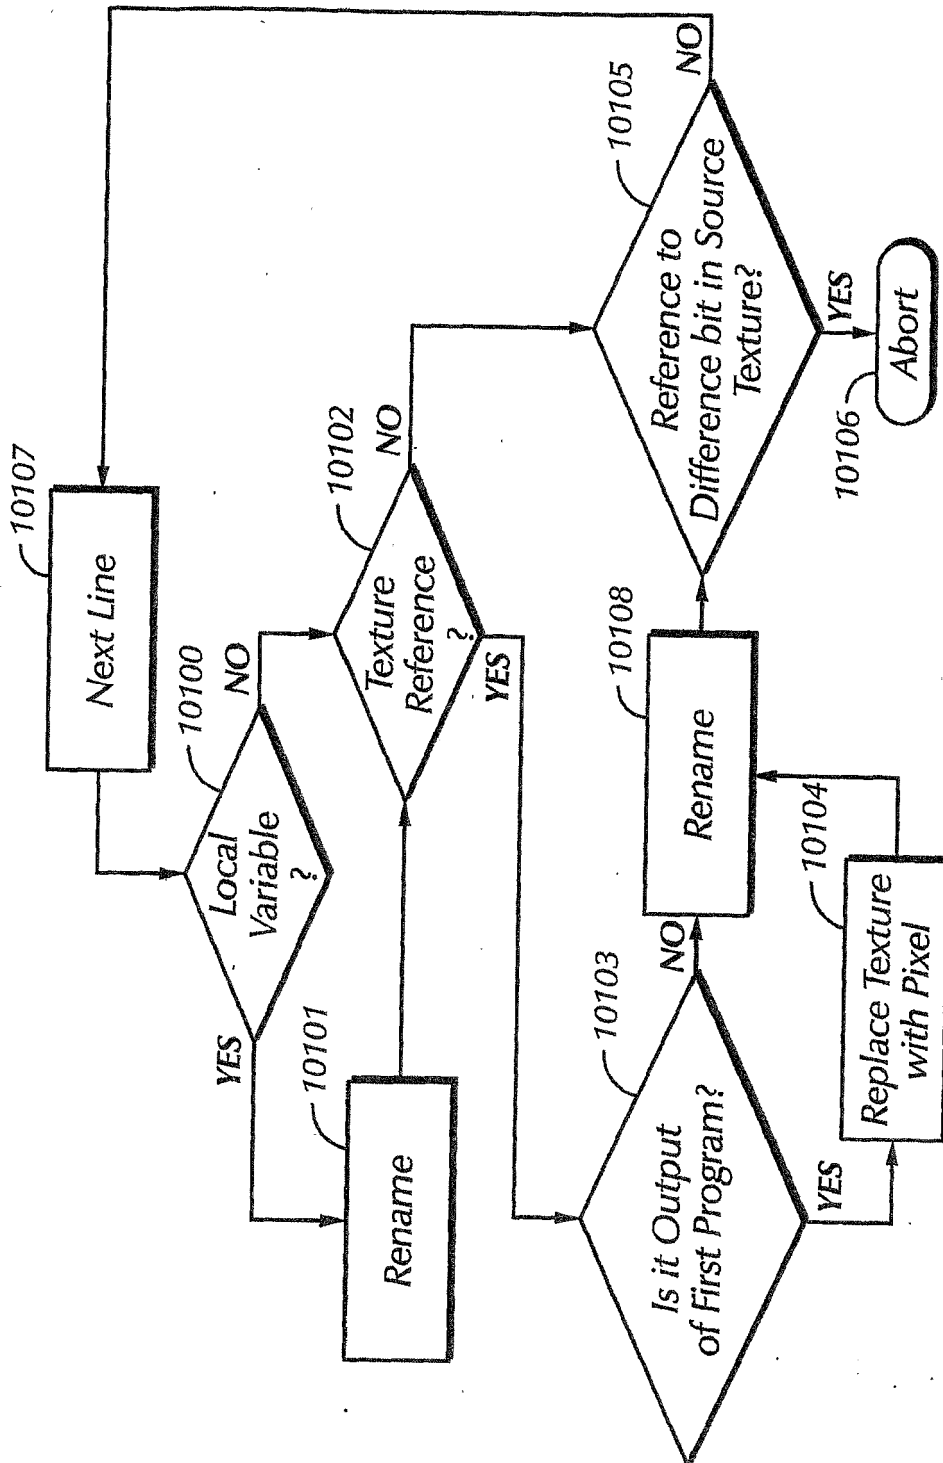 10107
Next Line
10100
Local
Variable
?
YES
NO
10101
Rename
10102
Texture
Reference
?
YES
NO
10103
Is it Output
of First Program?
YES
NO
10104
Replace Texture
with Pixel
10108
Rename
10105
Reference to
Difference bit in Source
Texture?
NO
YES
10106
Abort